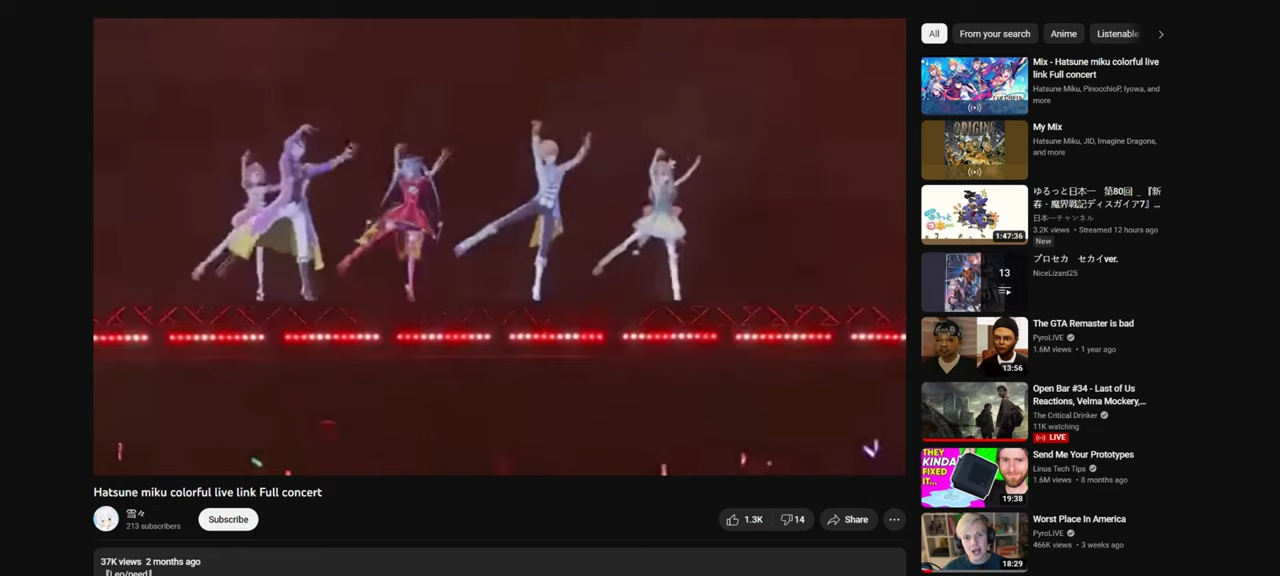 All
From your search
Anime
Listenable
Mix - Hatsune miku colorful live
link Full concert
Hatsune Miku, PinocchioP, Iyowa, and
more
ORIGINS
My Mix
Hatsune Miku, JID, Imagine Dragons,
and more
1:47:36
ゆるっと日本一 第80回 _ 『新
春・魔界戦記ディスガイア7』...
日本一チャンネル
3.2K views • Streamed 12 hours ago
New
13
プロセカ セカイver.
NiceLizard25
13:56
The GTA Remaster is bad
PyroLIVE
1.6M views • 1 year ago
Open Bar #34 - Last of Us
Reactions, Velma Mockery,...
The Critical Drinker
11K watching
LIVE
THEY
KINDA
FIXED
IT...
19:38
Send Me Your Prototypes
Linus Tech Tips
1.6M views • 8 months ago
18:29
Worst Place In America
PyroLIVE
466K views • 3 weeks ago
Hatsune miku colorful live link Full concert
雪々
213 subscribers
Subscribe
1.3K
14
Share
37K views 2 months ago
『Leo/need』